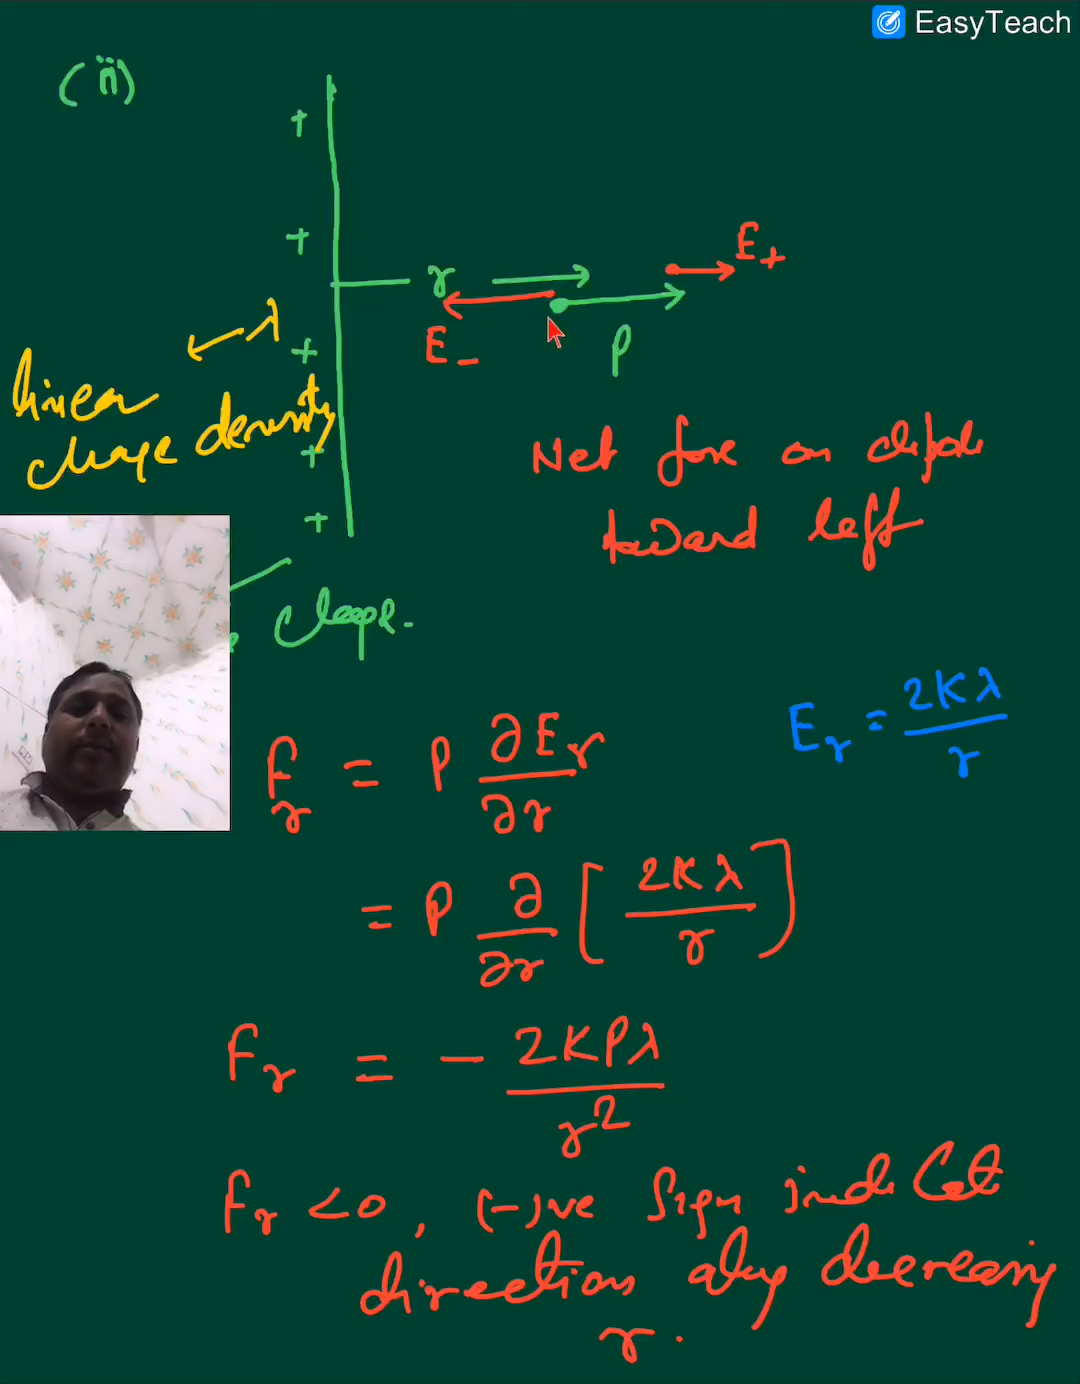 EasyTeach
(ii)
+
+
r
E+
E-
P
λ
+
linear
charge density
+
+
Net force on dipole
toward left
charge.
Er = 2Kλ/r
Fr = P ∂Er/∂r
= P ∂/∂r [2Kλ/r]
Fr = - 2KPλ/r²
Fr < 0, (-)ve sign indicate
direction along decreasing
r.